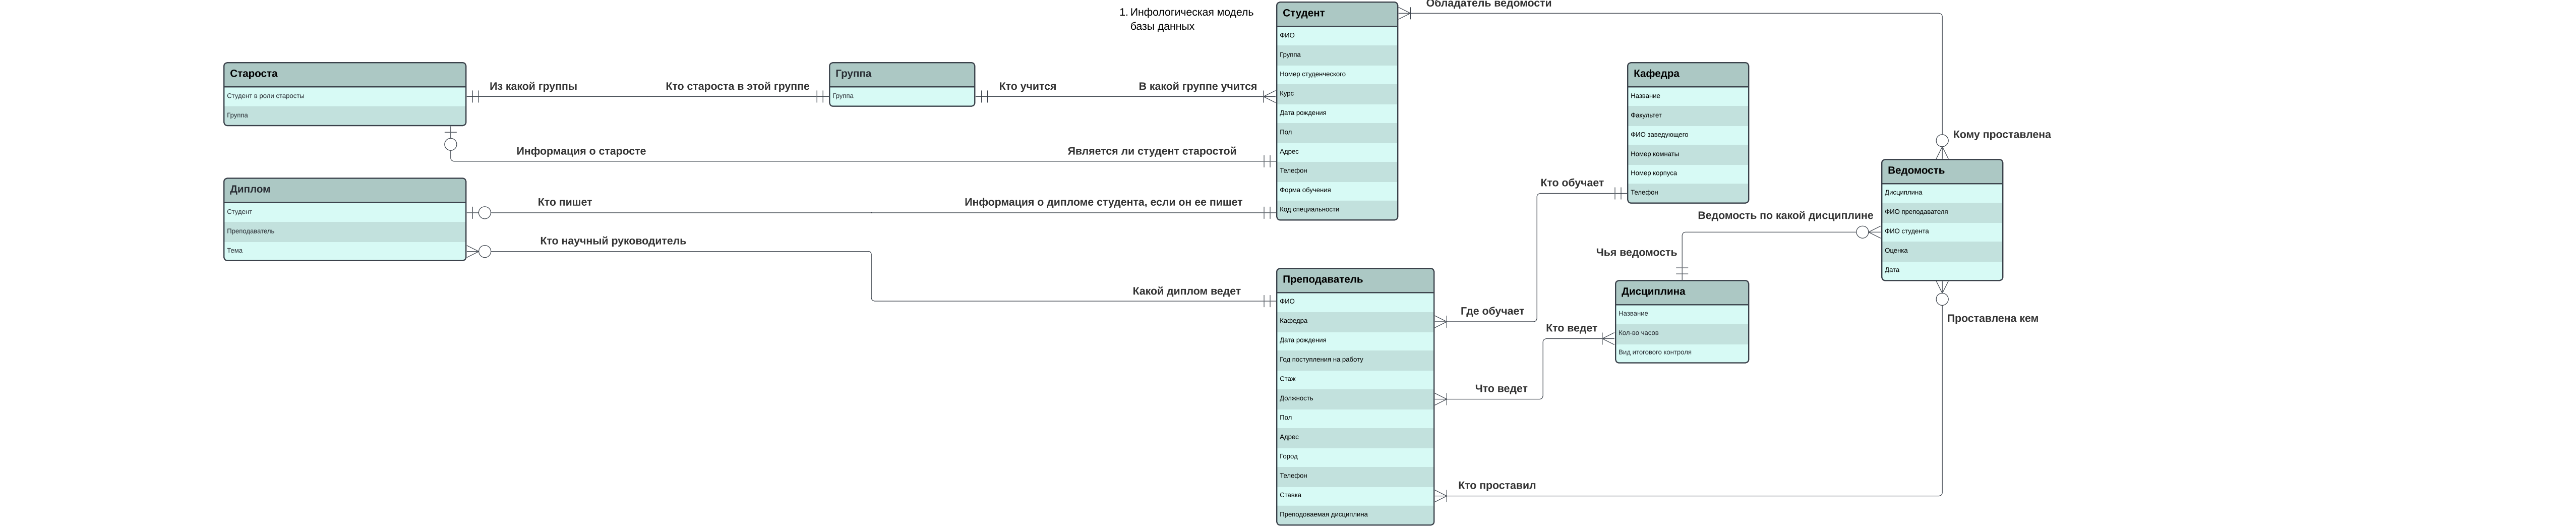 1. Инфологическая модель
базы данных
Староста
Студент в роли старосты
Группа
Из какой группы
Кто староста в этой группе
Группа
Группа
Кто учится
В какой группе учится
Информация о старосте
Является ли студент старостой
Диплом
Студент
Преподаватель
Тема
Кто пишет
Информация о дипломе студента, если он ее пишет
Кто научный руководитель
Какой диплом ведет
Студент
ФИО
Группа
Номер студенческого
Курс
Дата рождения
Пол
Адрес
Телефон
Форма обучения
Код специальности
Обладатель ведомости
Преподаватель
ФИО
Кафедра
Дата рождения
Год поступления на работу
Стаж
Должность
Пол
Адрес
Город
Телефон
Ставка
Преподоваемая дисциплина
Кафедра
Название
Факультет
ФИО заведующего
Номер комнаты
Номер корпуса
Телефон
Кто обучает
Где обучает
Кто ведет
Что ведет
Кто проставил
Дисциплина
Название
Кол-во часов
Вид итогового контроля
Чья ведомость
Ведомость по какой дисциплине
Кому проставлена
Ведомость
Дисциплина
ФИО преподавателя
ФИО студента
Оценка
Дата
Проставлена кем